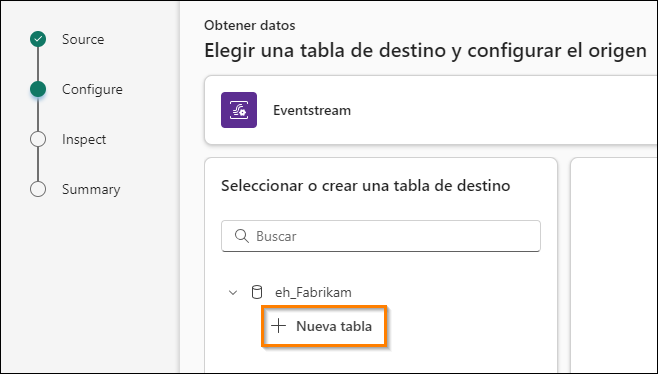 Source
Configure
Inspect
Summary
Obtener datos
Elegir una tabla de destino y configurar el origen
Eventstream
Seleccionar o crear una tabla de destino
Buscar
eh_Fabrikam
Nueva tabla